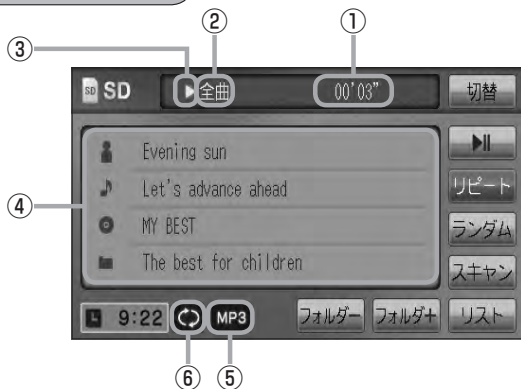 ② ①
③
SD SD ▶全曲 00'03" 切替
Evening sun ▶II
Let's advance ahead リピート
④
MY BEST ランダム
The best for children スキャン
9:22 MP3 フォルダー フォルダ+ リスト
⑥ ⑤